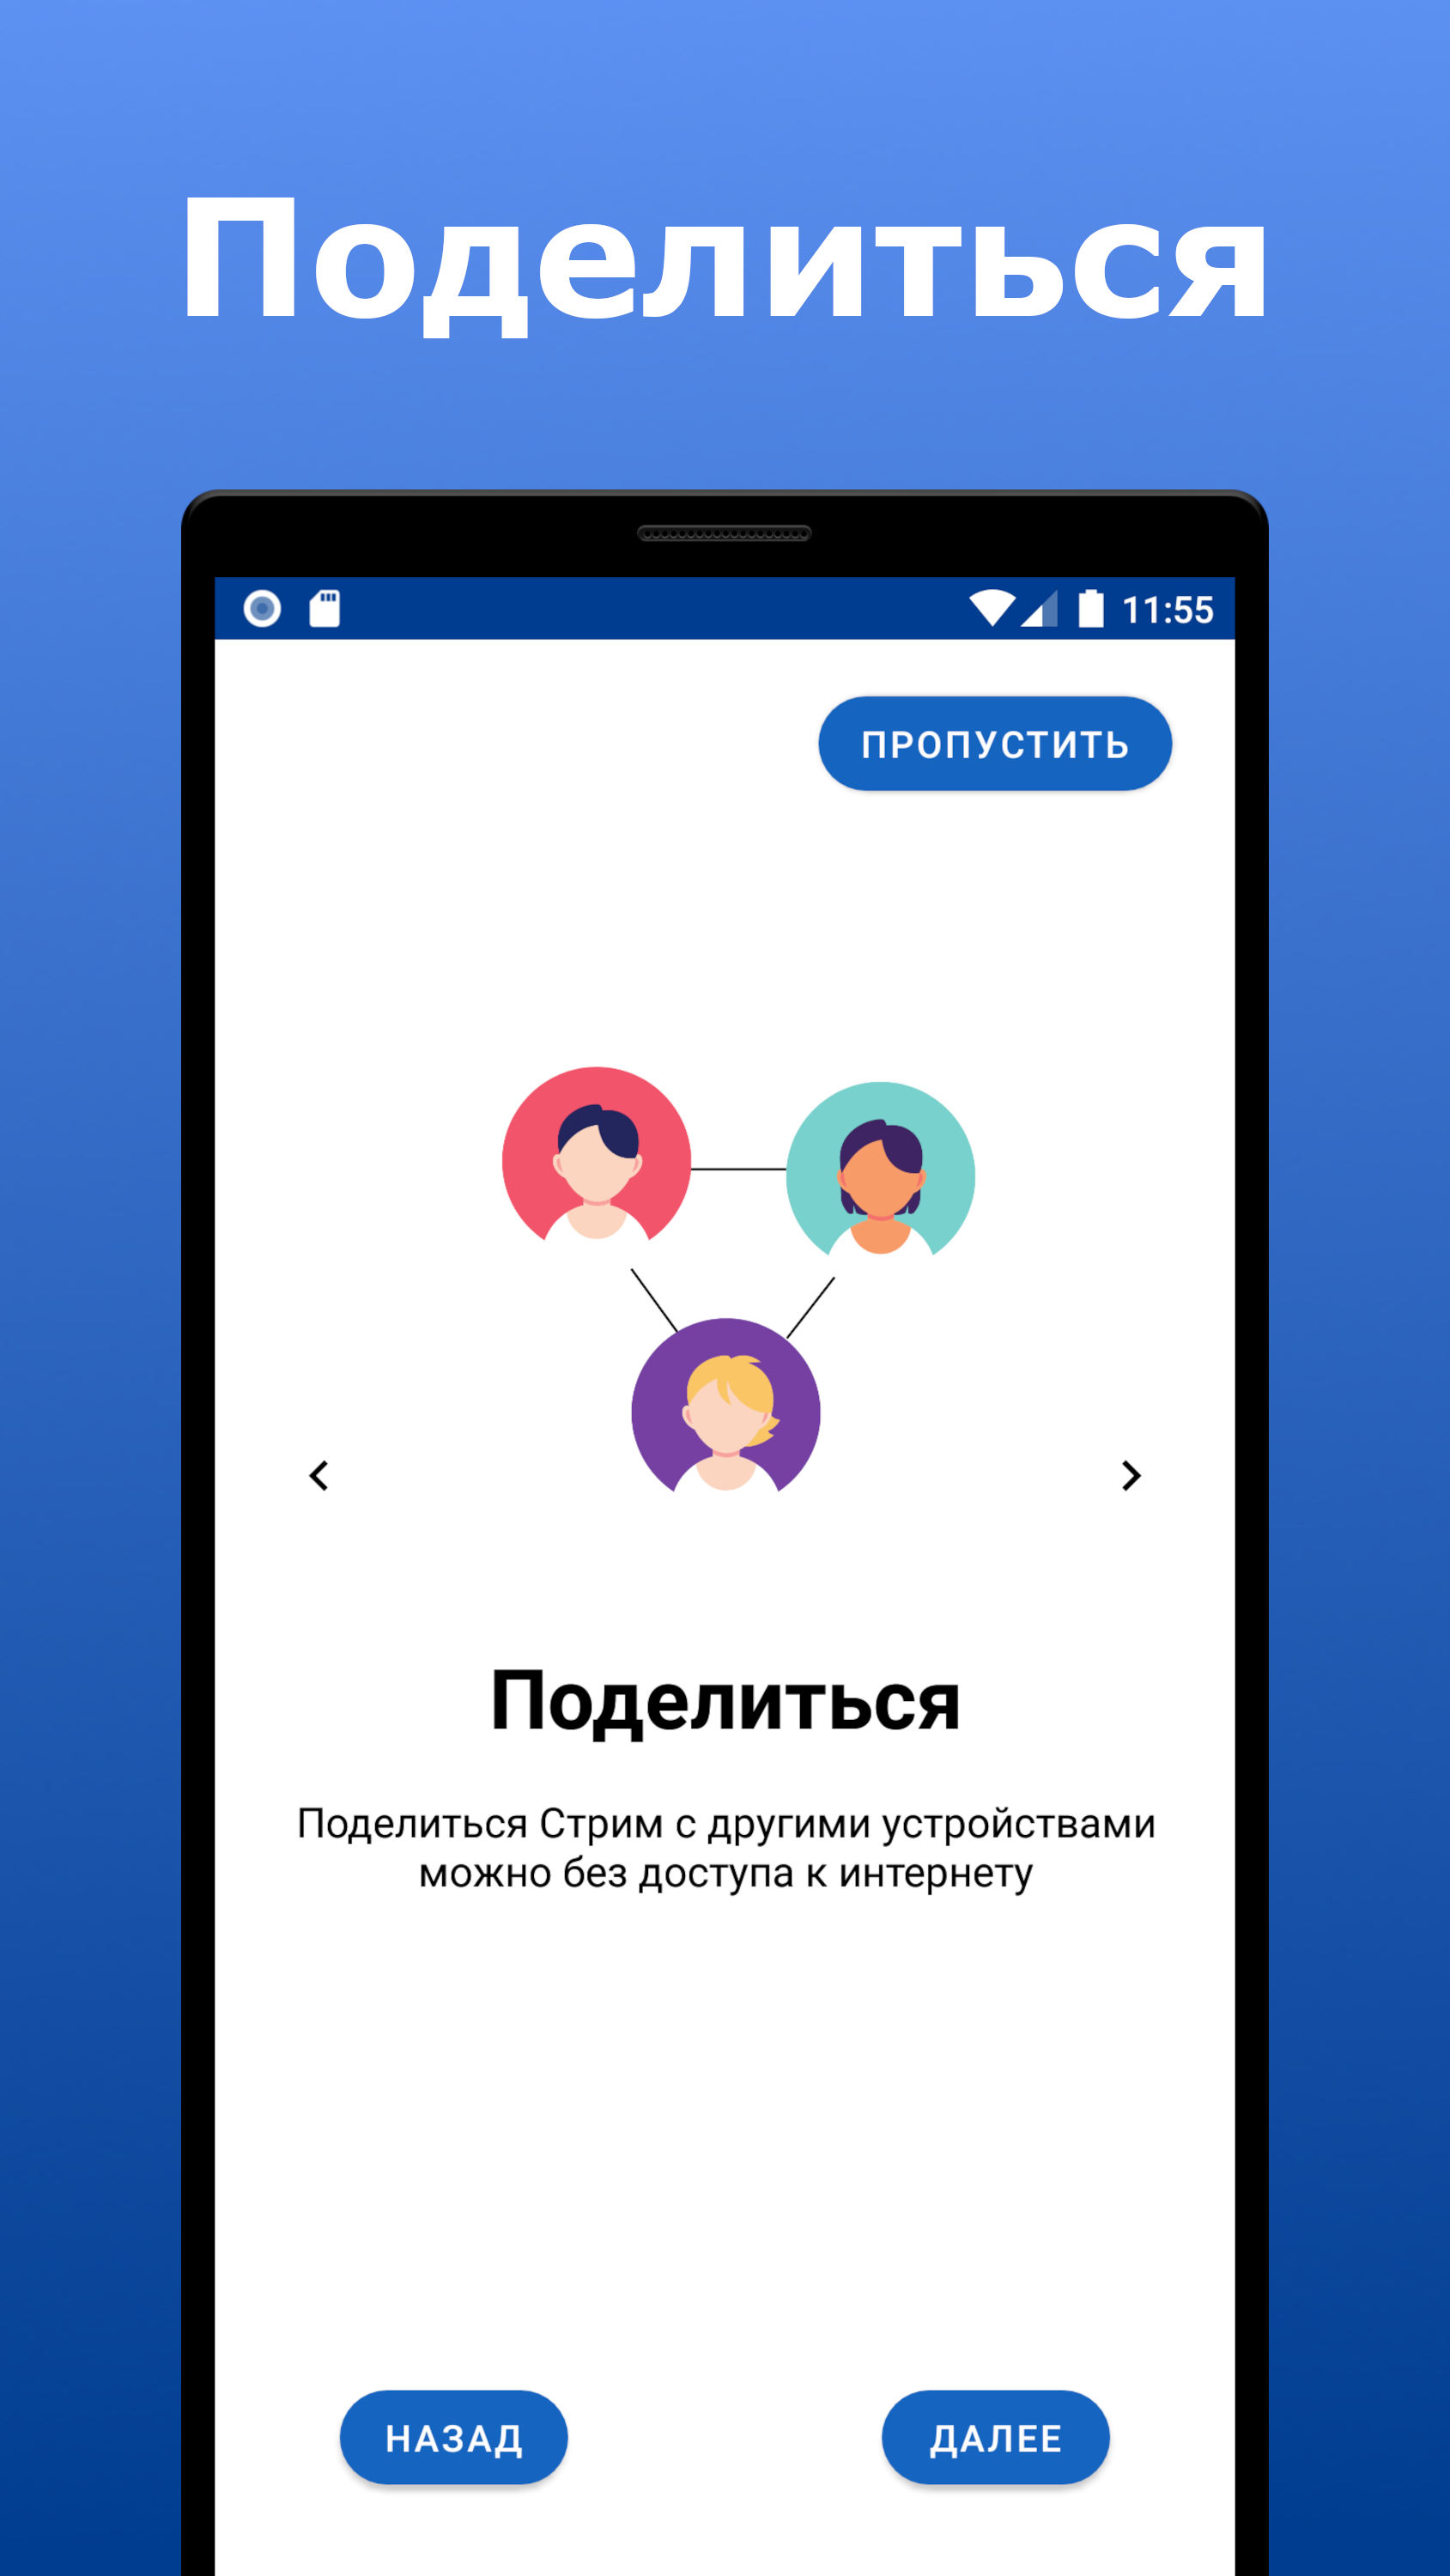 Поделиться
11:55
ПРОПУСТИТЬ
Поделиться
Поделиться Стрим с другими устройствами
можно без доступа к интернету
НАЗАД
ДАЛЕЕ